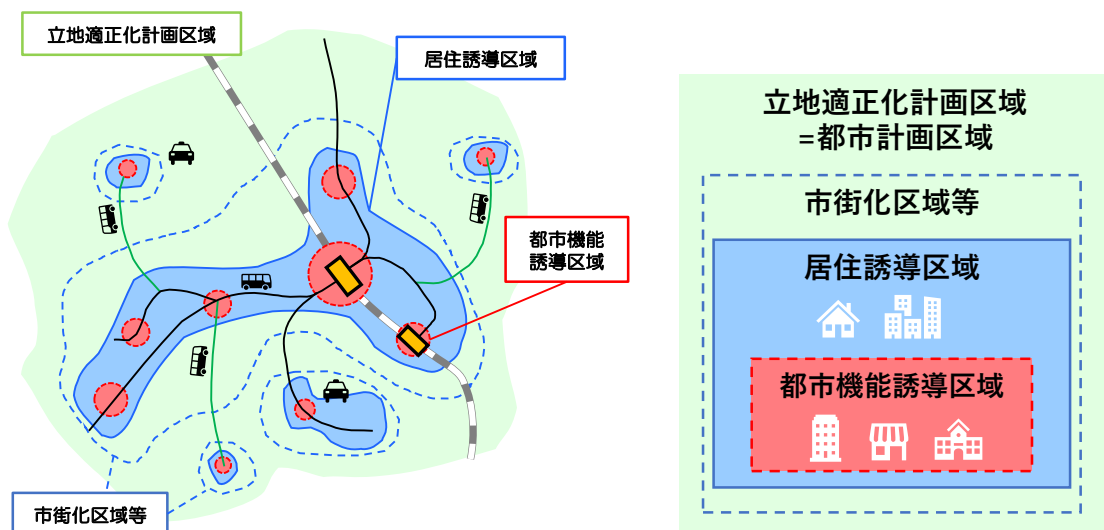 立地適正化計画区域
居住誘導区域
都市機能
誘導区域
市街化区域等
立地適正化計画区域
=都市計画区域
市街化区域等
居住誘導区域
都市機能誘導区域